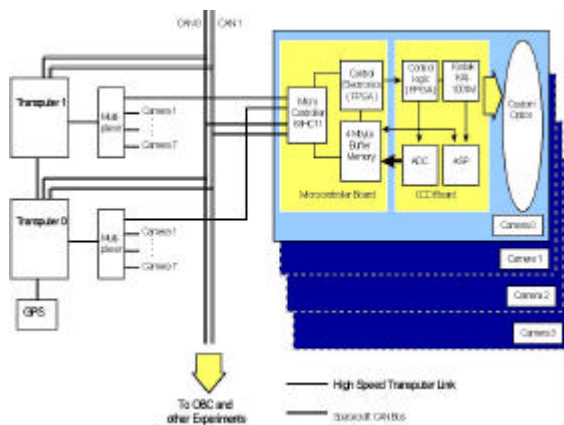 CAN 0 CAN 1
Transputer 1
Multi-
plexer
Camera 1
Camera 7
Transputer 0
Multi-
plexer
Camera 1
Camera 7
GPS
To OBC and
other Experiments
Micro
Controller
68HC11
Control
Electronics
(FPGA)
4 Mbyte
Buffer
Memory
Microcontroller Board
Control
logic
(FPGA)
Kodak
KAI-
1001M
ADC
ASP
CCD Board
Custom
Optics
Camera 0
Camera 1
Camera 2
Camera 3
High Speed Transputer Link
Spacecraft CAN Bus